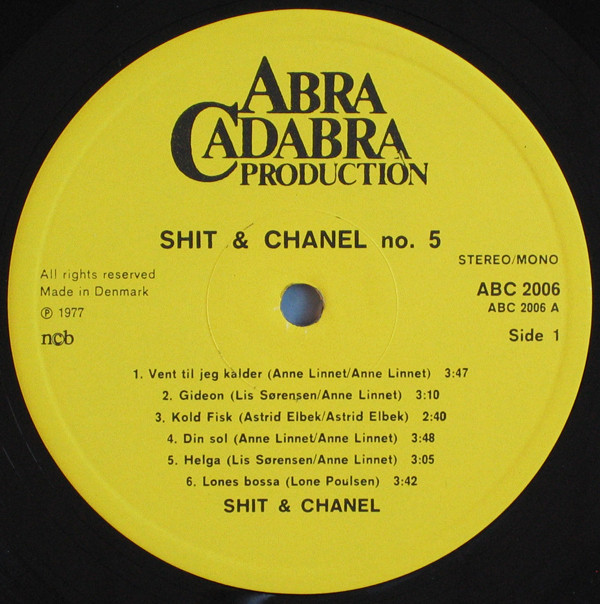 ABRA
CADABRA
PRODUCTION
SHIT & CHANEL no. 5
STEREO/MONO
All rights reserved
Made in Denmark
ABC 2006
ABC 2006 A
℗ 1977
Side 1
ncb
1. Vent til jeg kalder (Anne Linnet/Anne Linnet) 3:47
2. Gideon (Lis Sørensen/Anne Linnet) 3:10
3. Kold Fisk (Astrid Elbek/Astrid Elbek) 2:40
4. Din sol (Anne Linnet/Anne Linnet) 3:48
5. Helga (Lis Sørensen/Anne Linnet) 3:05
6. Lones bossa (Lone Poulsen) 3:42
SHIT & CHANEL